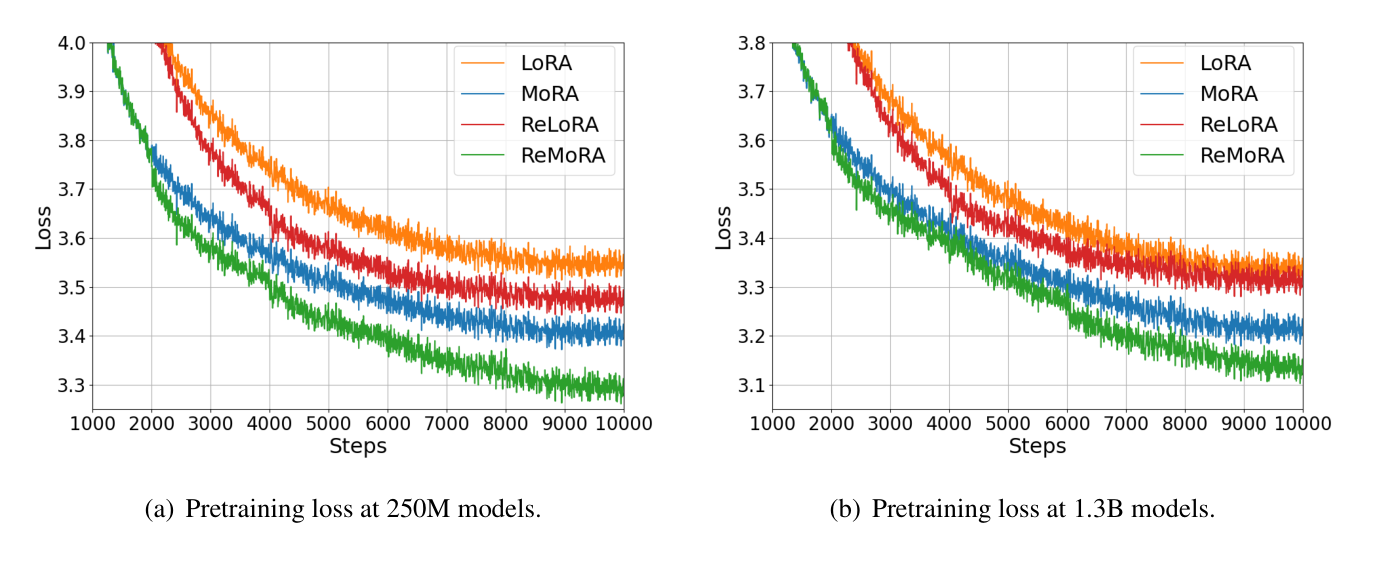 4.0
3.9
3.8
3.7
3.6
3.5
3.4
3.3
Loss
1000 2000 3000 4000 5000 6000 7000 8000 9000 10000
Steps
LoRA
MoRA
ReLoRA
ReMoRA
(a) Pretraining loss at 250M models.
3.8
3.7
3.6
3.5
3.4
3.3
3.2
3.1
Loss
1000 2000 3000 4000 5000 6000 7000 8000 9000 10000
Steps
LoRA
MoRA
ReLoRA
ReMoRA
(b) Pretraining loss at 1.3B models.